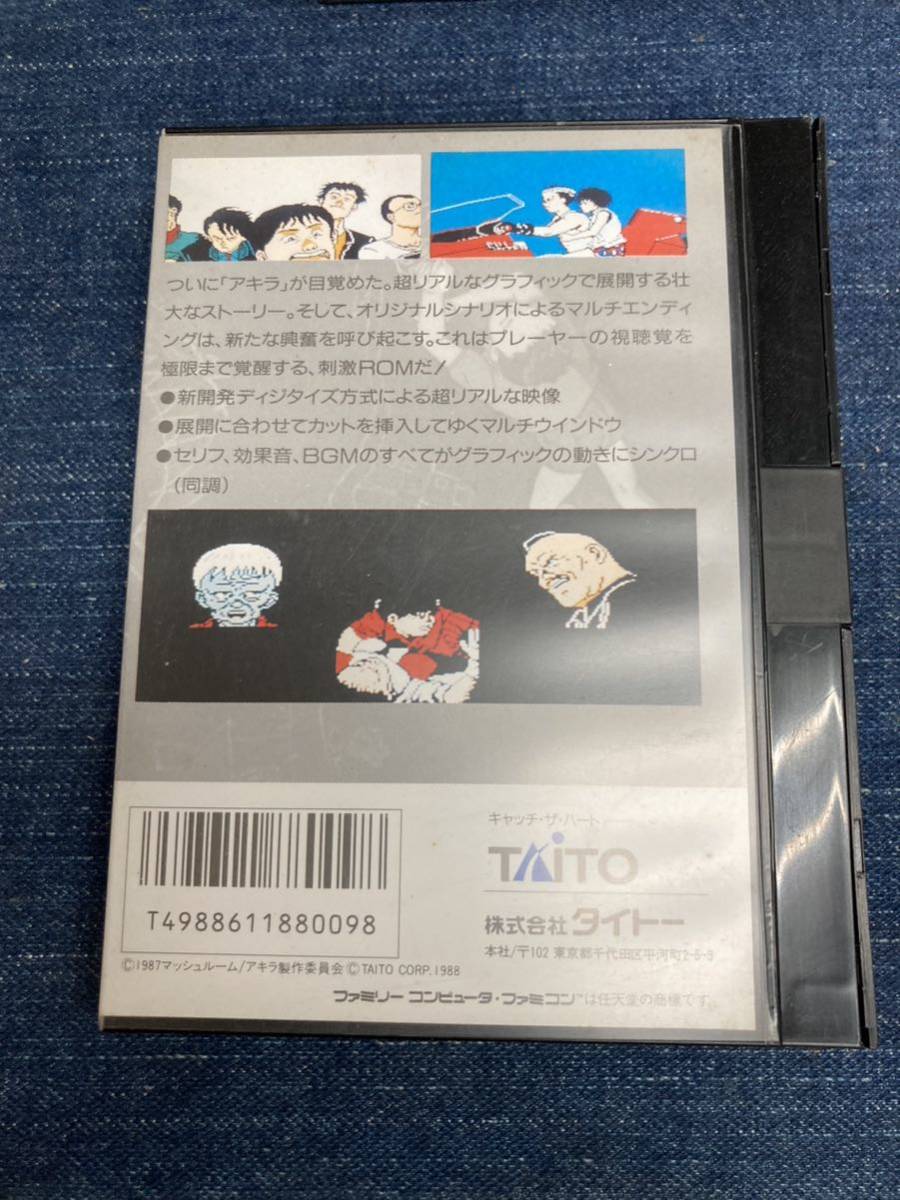 ついに「アキラ」が目覚めた。超リアルなグラフィックで展開する壮
大なストーリー。そして、オリジナルシナリオによるマルチエンディ
ングは、新たな興奮を呼び起こす。これはプレーヤーの視聴覚を
極限まで覚醒する、刺激ROMだ!
●新開発ディジタイズ方式による超リアルな映像
●展開に合わせてカットを挿入してゆくマルチウインドウ
●セリフ、効果音、BGMのすべてがグラフィックの動きにシンクロ
(同調)
T4988611880098
キャッチ・ザ・ハート
TAiTO
株式会社 タイトー
本社/〒102 東京都千代田区平河町2-5-3
©1987マッシュルーム/アキラ製作委員会 ©TAITO CORP. 1988
ファミリー コンピュータ・ファミコン™は任天堂の商標です。